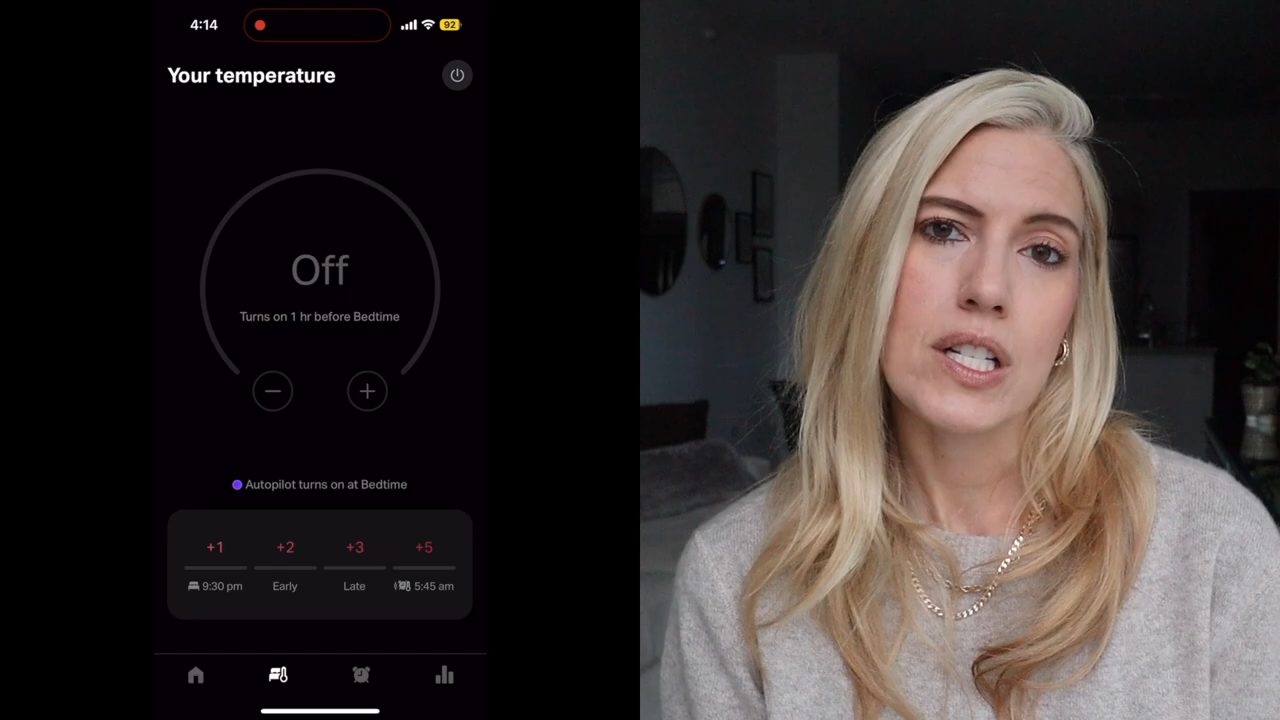 4:14
92
Your temperature
Off
Turns on 1 hr before Bedtime
Autopilot turns on at Bedtime
+1 +2 +3 +5
9:30 pm Early Late 5:45 am